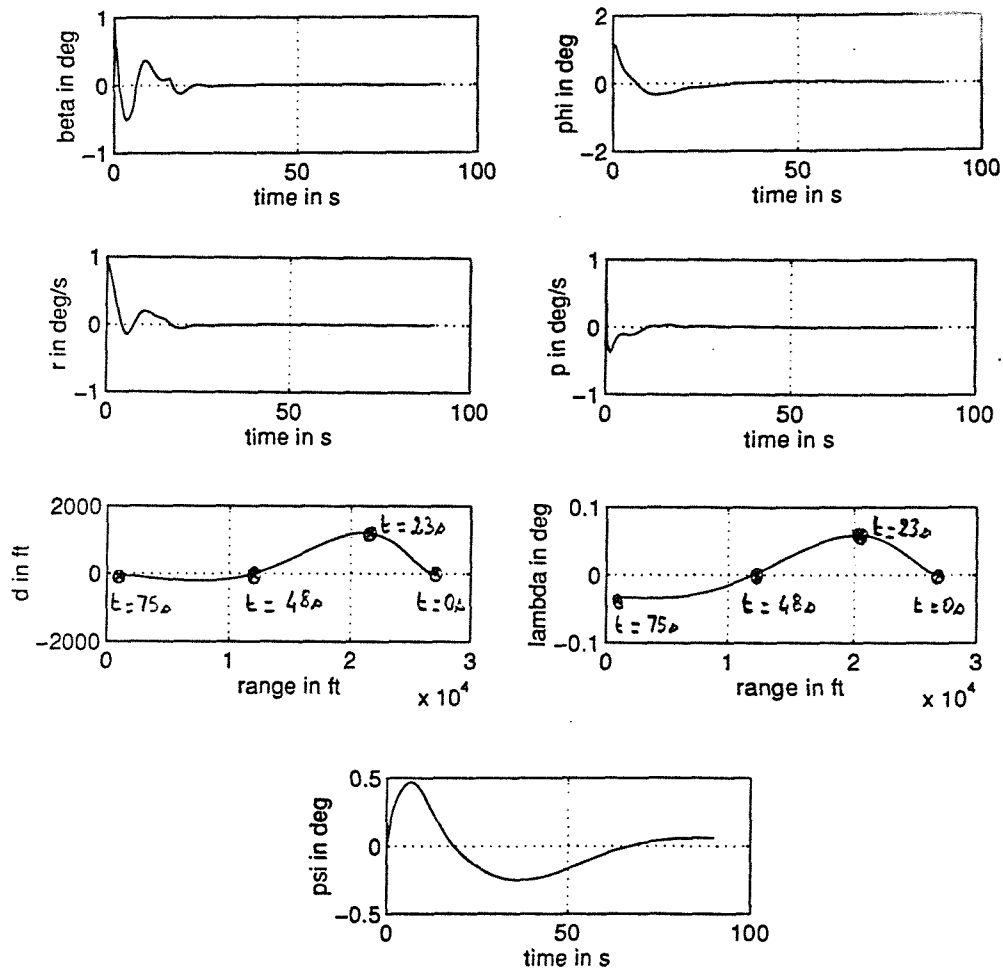 1
0
−1
beta in deg
0
50
100
time in s
2
0
−2
phi in deg
0
50
100
time in s
1
0
−1
r in deg/s
0
50
100
time in s
1
0
−1
p in deg/s
0
50
100
time in s
2000
0
−2000
d in ft
t=23s
t=75s
t=48s
t=0s
0
1
2
3
range in ft
x 10⁴
0.1
0
−0.1
lambda in deg
t=23s
t=75s
t=48s
t=0s
0
1
2
3
range in ft
x 10⁴
0.5
0
−0.5
psi in deg
0
50
100
time in s